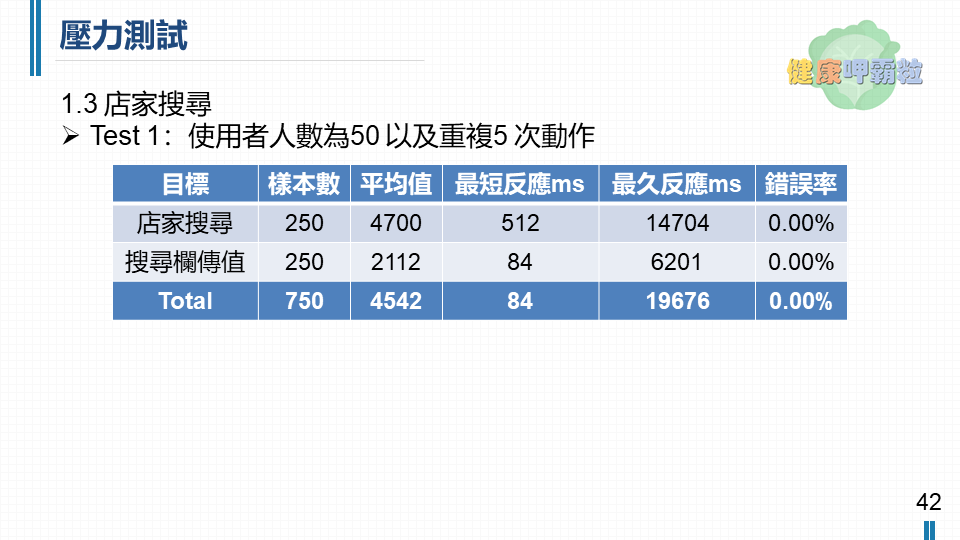 壓力測試
健康呷霸粒
1.3 店家搜尋
➢ Test 1：使用者人數為50 以及重複5 次動作
目標 樣本數 平均值 最短反應ms 最久反應ms 錯誤率
店家搜尋 250 4700 512 14704 0.00%
搜尋欄傳值 250 2112 84 6201 0.00%
Total 750 4542 84 19676 0.00%
42